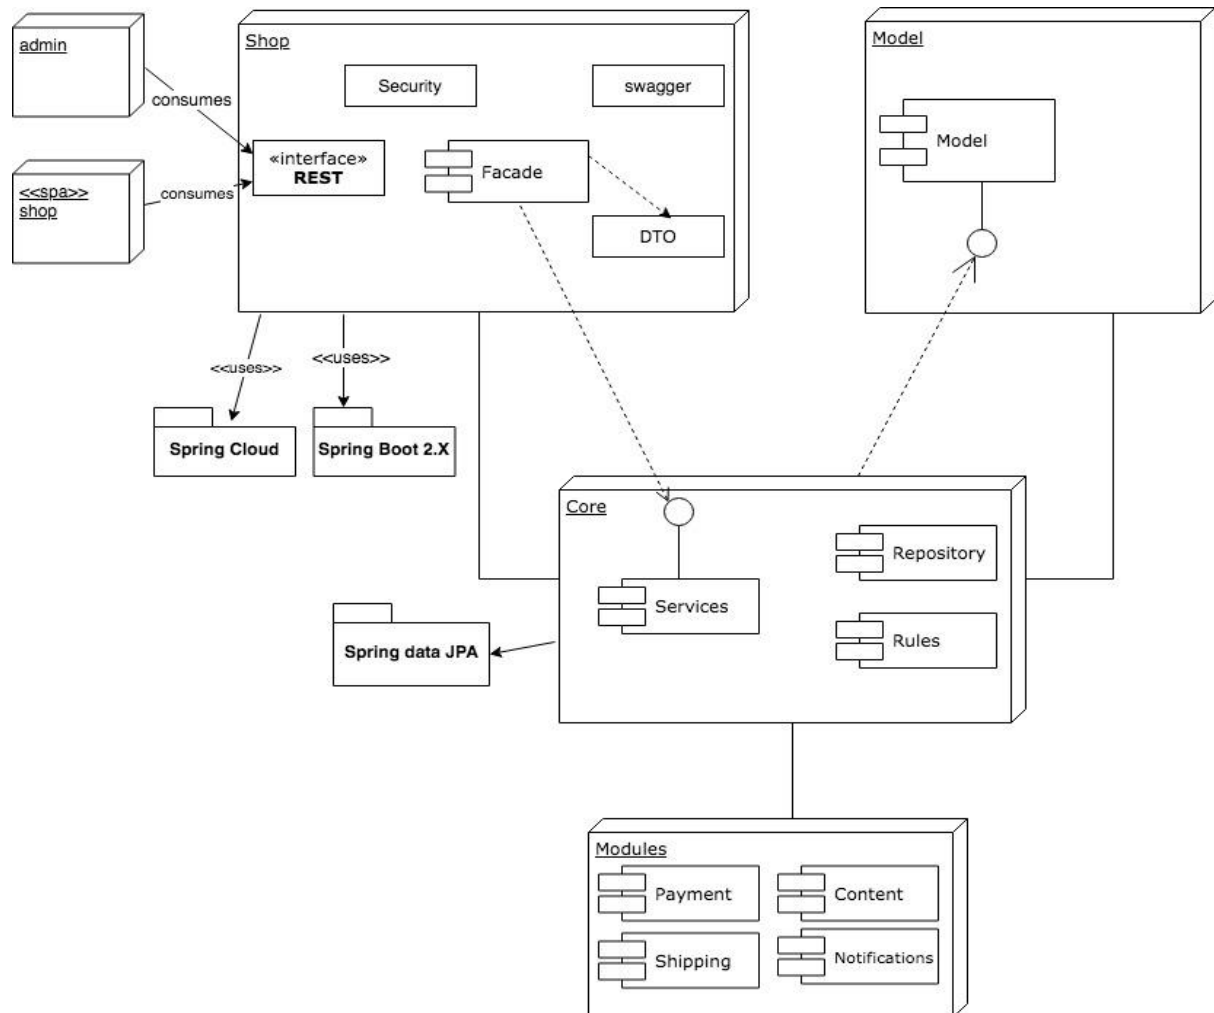 admin
consumes
<<spa>>
shop
consumes
Shop
Security
swagger
«interface»
REST
Facade
DTO
Model
Model
<<uses>>
<<uses>>
Spring Cloud
Spring Boot 2.X
Core
Repository
Services
Rules
Spring data JPA
Modules
Payment
Content
Shipping
Notifications